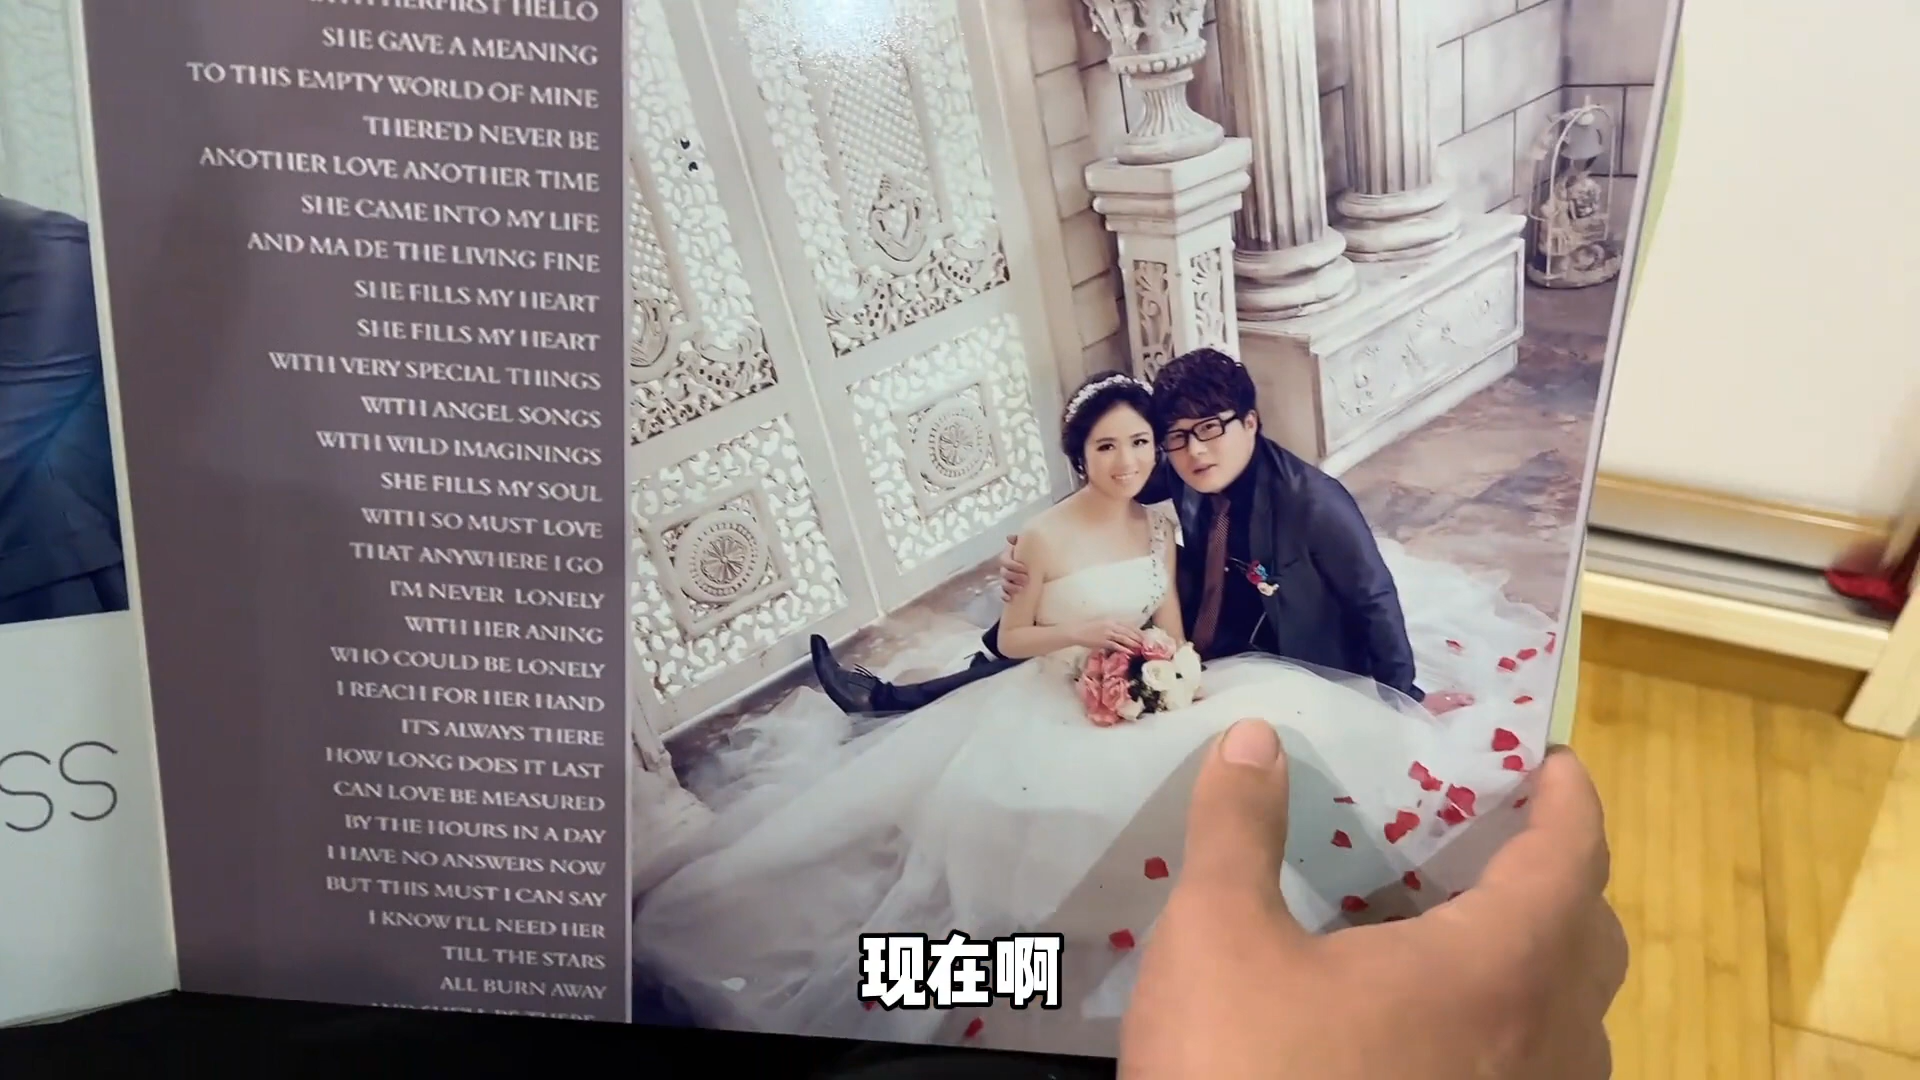 HELLO
SHE GAVE A MEANING
TO THIS EMPTY WORLD OF MINE
THERE'D NEVER BE
ANOTHER LOVE ANOTHER TIME
SHE CAME INTO MY LIFE
AND MA DE THE LIVING FINE
SHE FILLS MY HEART
SHE FILLS MY HEART
WITH VERY SPECIAL THINGS
WITH ANGEL SONGS
WITH WILD IMAGININGS
SHE FILLS MY SOUL
WITH SO MUST LOVE
THAT ANYWHERE I GO
I'M NEVER LONELY
WITH HER ANING
WHO COULD BE LONELY
I REACH FOR HER HAND
IT'S ALWAYS THERE
HOW LONG DOES IT LAST
CAN LOVE BE MEASURED
BY THE HOURS IN A DAY
I HAVE NO ANSWERS NOW
BUT THIS MUST I CAN SAY
I KNOW I'LL NEED HER
TILL THE STARS
ALL BURN AWAY
SS
现在啊